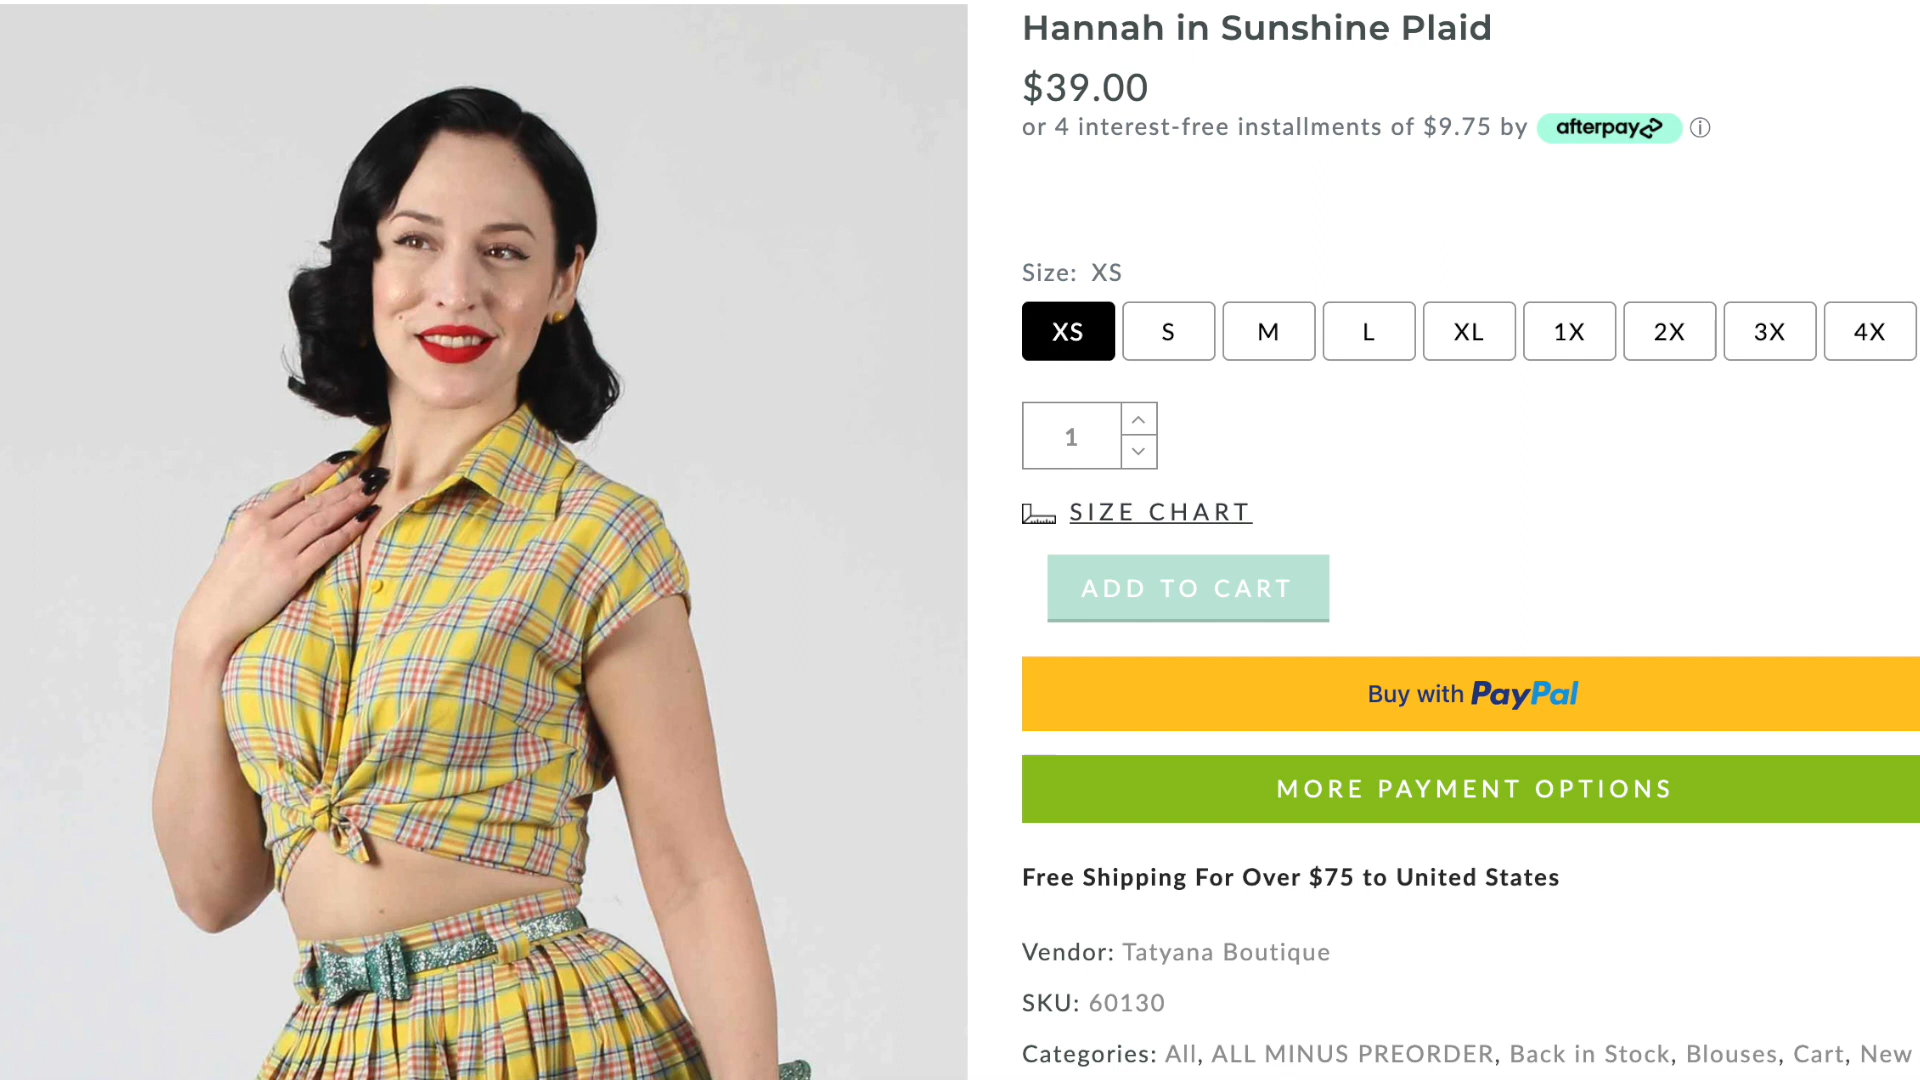 Hannah in Sunshine Plaid
$39.00
or 4 interest-free installments of $9.75 by afterpay
Size: XS
XS S M L XL 1X 2X 3X 4X
1
SIZE CHART
ADD TO CART
Buy with PayPal
MORE PAYMENT OPTIONS
Free Shipping For Over $75 to United States
Vendor: Tatyana Boutique
SKU: 60130
Categories: All, ALL MINUS PREORDER, Back in Stock, Blouses, Cart, New